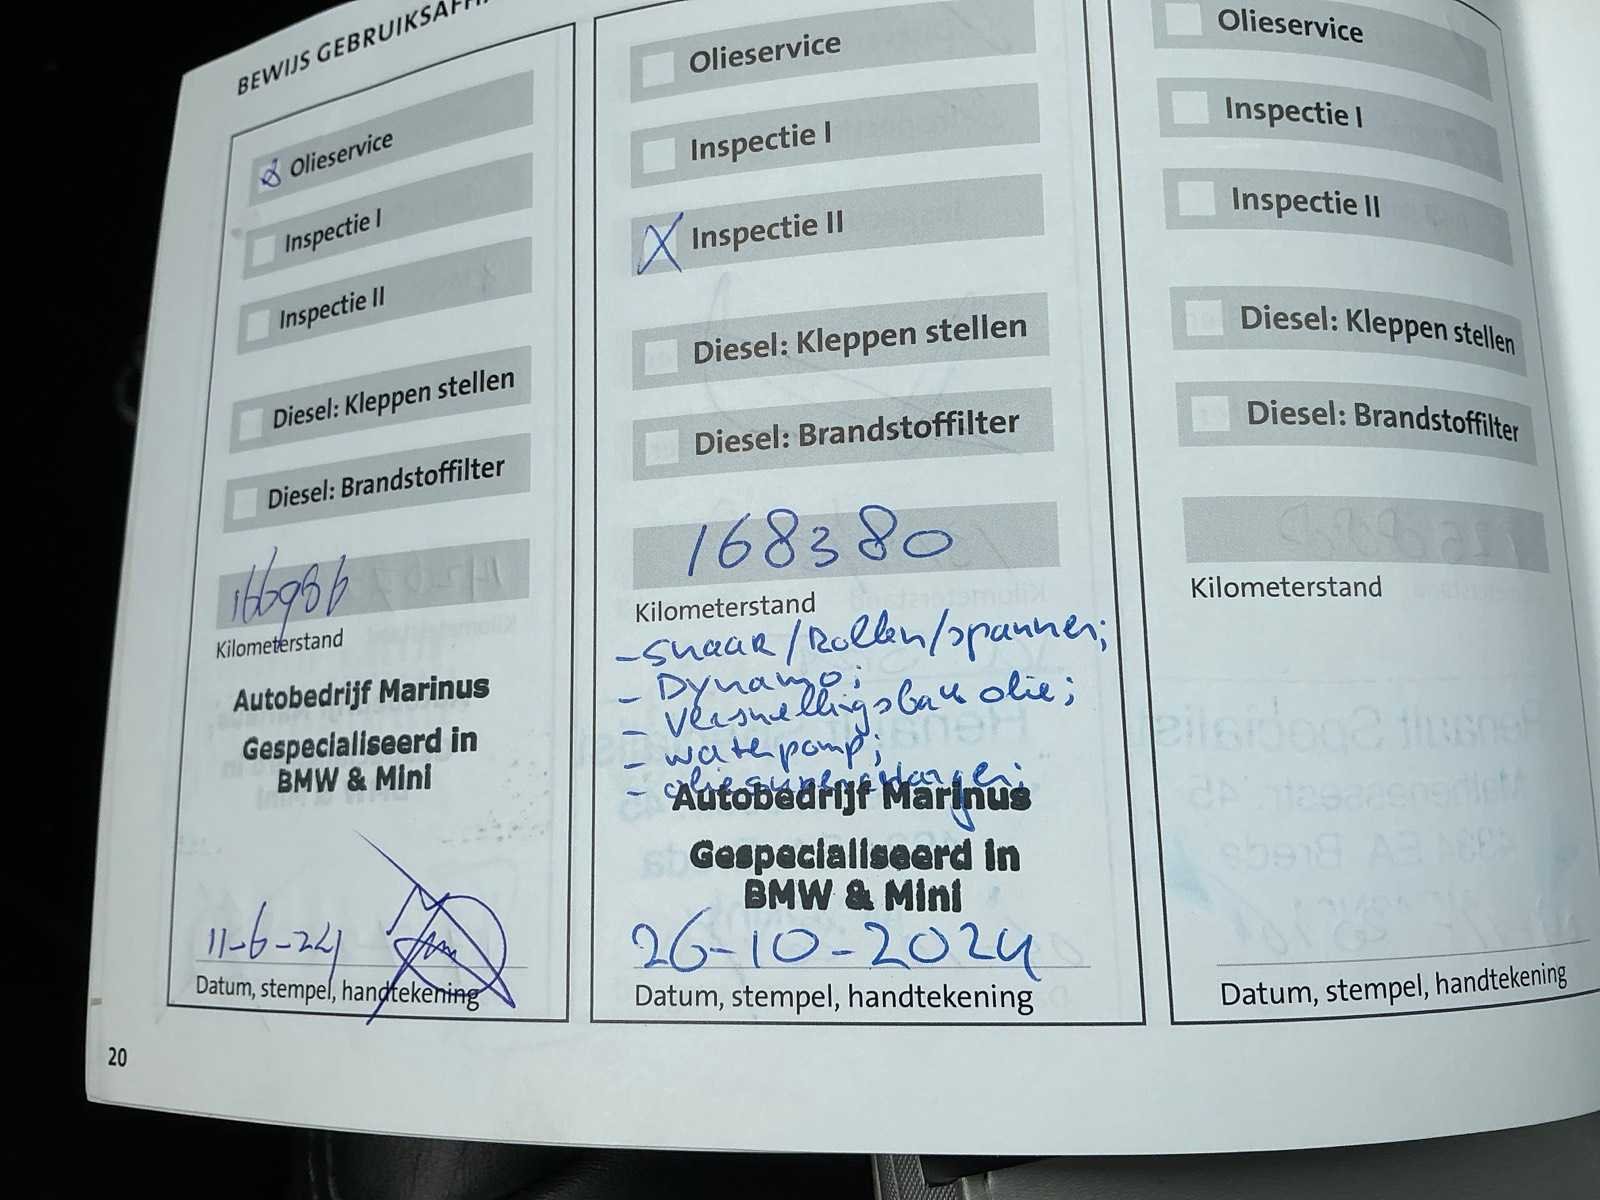 BEWIJS GEBRUIKSAF
Olieservice
Inspectie I
Inspectie II
Diesel: Kleppen stellen
Diesel: Brandstoffilter
166986
Kilometerstand
Autobedrijf Marinus
Gespecialiseerd in
BMW & Mini
11-6-24
Datum, stempel, handtekening
20
Olieservice
Inspectie I
X Inspectie II
Diesel: Kleppen stellen
Diesel: Brandstoffilter
168380
Kilometerstand
- Snaar/Rollen/spanner;
- Dynamo;
- Versnellingsbak olie;
- waterpomp;
- olie supercharger;
Autobedrijf Marinus
Gespecialiseerd in
BMW & Mini
26-10-2024
Datum, stempel, handtekening
Olieservice
Inspectie I
Inspectie II
Diesel: Kleppen stellen
Diesel: Brandstoffilter
Kilometerstand
Datum, stempel, handtekening